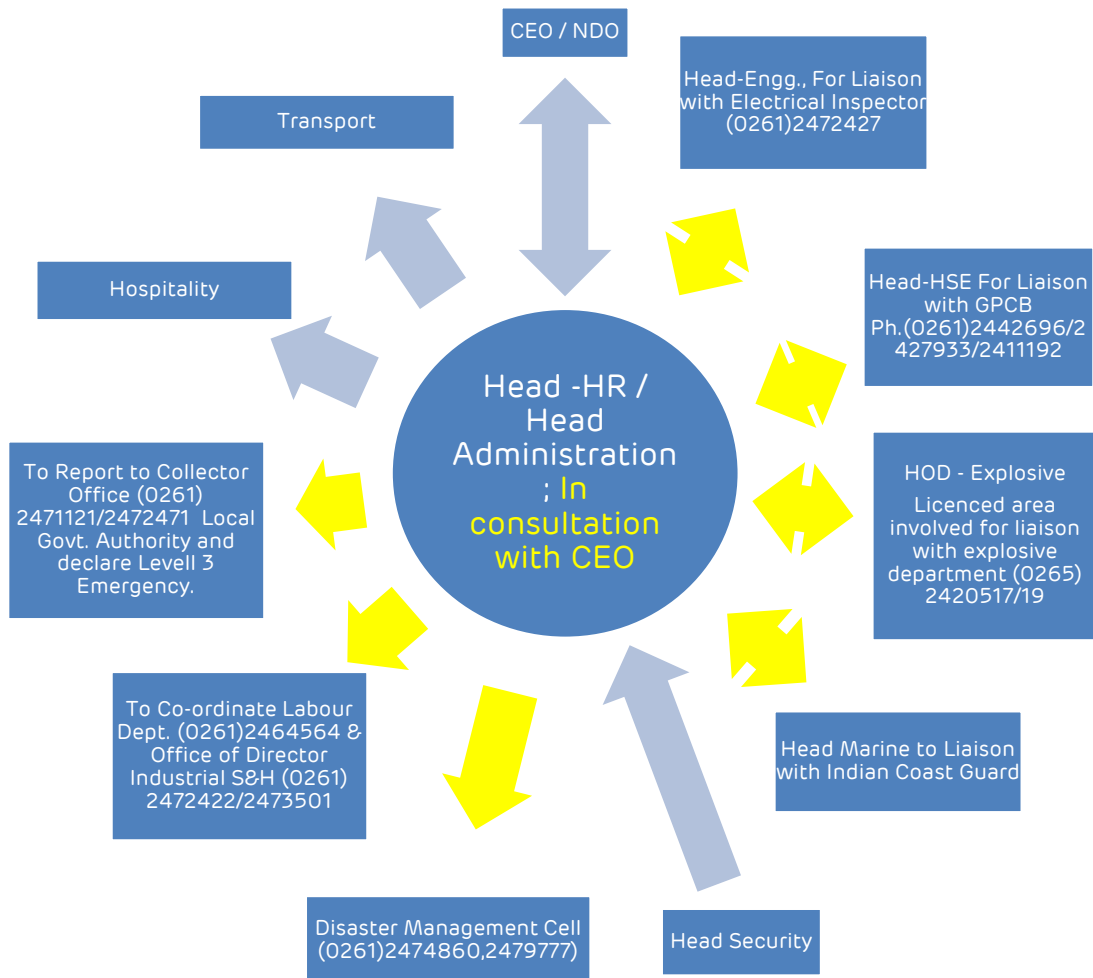 CEO / NDO
Head-Engg., For Liaison
with Electrical Inspector
(0261)2472427
Transport
Hospitality
Head-HSE For Liaison
with GPCB
Ph.(0261)2442696/2
427933/2411192
Head -HR /
Head
Administration
; In
consultation
with CEO
To Report to Collector
Office (0261)
2471121/2472471 Local
Govt. Authority and
declare Levell 3
Emergency.
HOD - Explosive
Licenced area
involved for liaison
with explosive
department (0265)
2420517/19
To Co-ordinate Labour
Dept. (0261)2464564 &
Office of Director
Industrial S&H (0261)
2472422/2473501
Head Marine to Liaison
with Indian Coast Guard
Disaster Management Cell
(0261)2474860,2479777)
Head Security